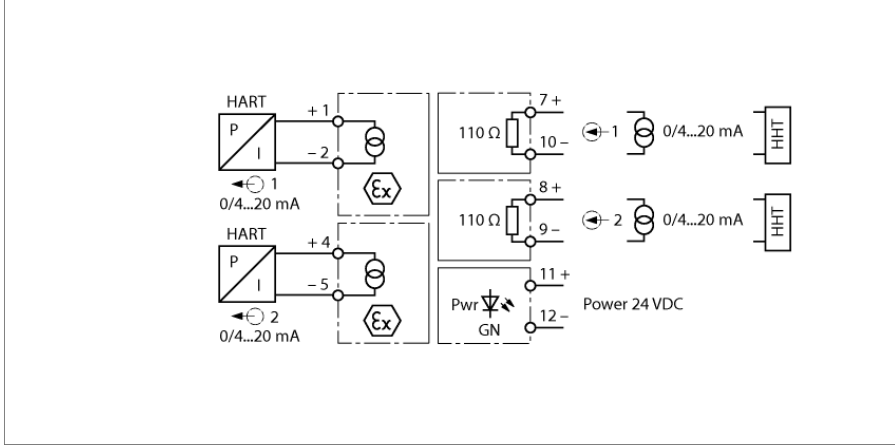 HART
P
I
+ 1
– 2
1
0/4...20 mA
Ɛx
HART
P
I
+ 4
– 5
2
0/4...20 mA
Ɛx
110 Ω
7 +
10 –
1
0/4...20 mA
HHT
110 Ω
8 +
9 –
2
0/4...20 mA
HHT
Pwr
GN
11 +
12 –
Power 24 VDC